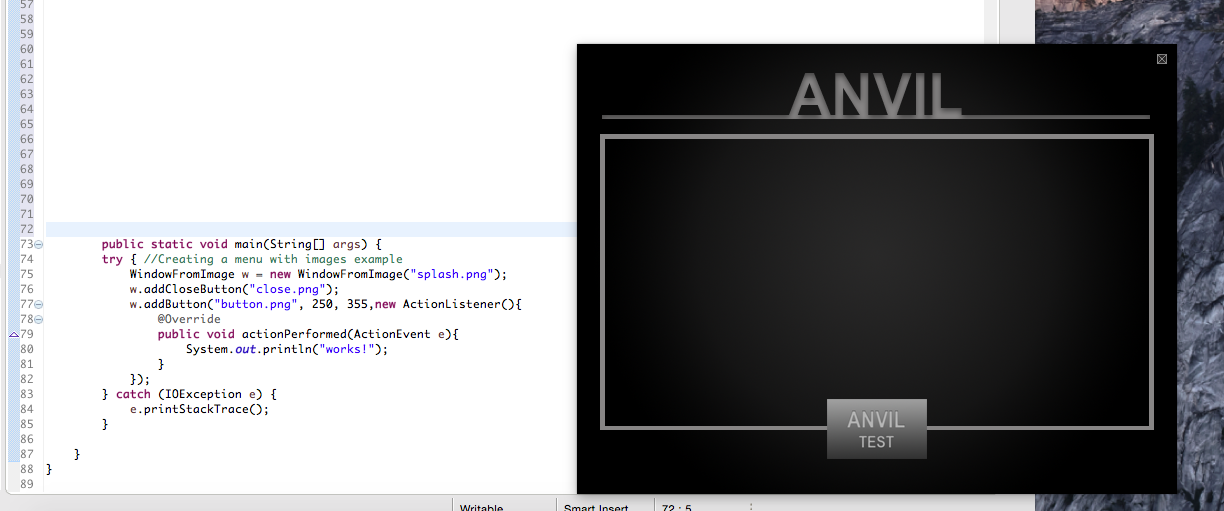 57
58
59
60
61
62
63
64
65
66
67
68
69
70
71
72
73 public static void main(String[] args) {
74 try { //Creating a menu with images example
75 WindowFromImage w = new WindowFromImage("splash.png");
76 w.addCloseButton("close.png");
77 w.addButton("button.png", 250, 355,new ActionListener(){
78 @Override
79 public void actionPerformed(ActionEvent e){
80 System.out.println("works!");
81 }
82 });
83 } catch (IOException e) {
84 e.printStackTrace();
85 }
86
87 }
88 }
89
ANVIL
ANVIL
TEST
Writable Smart Insert 72 : 5